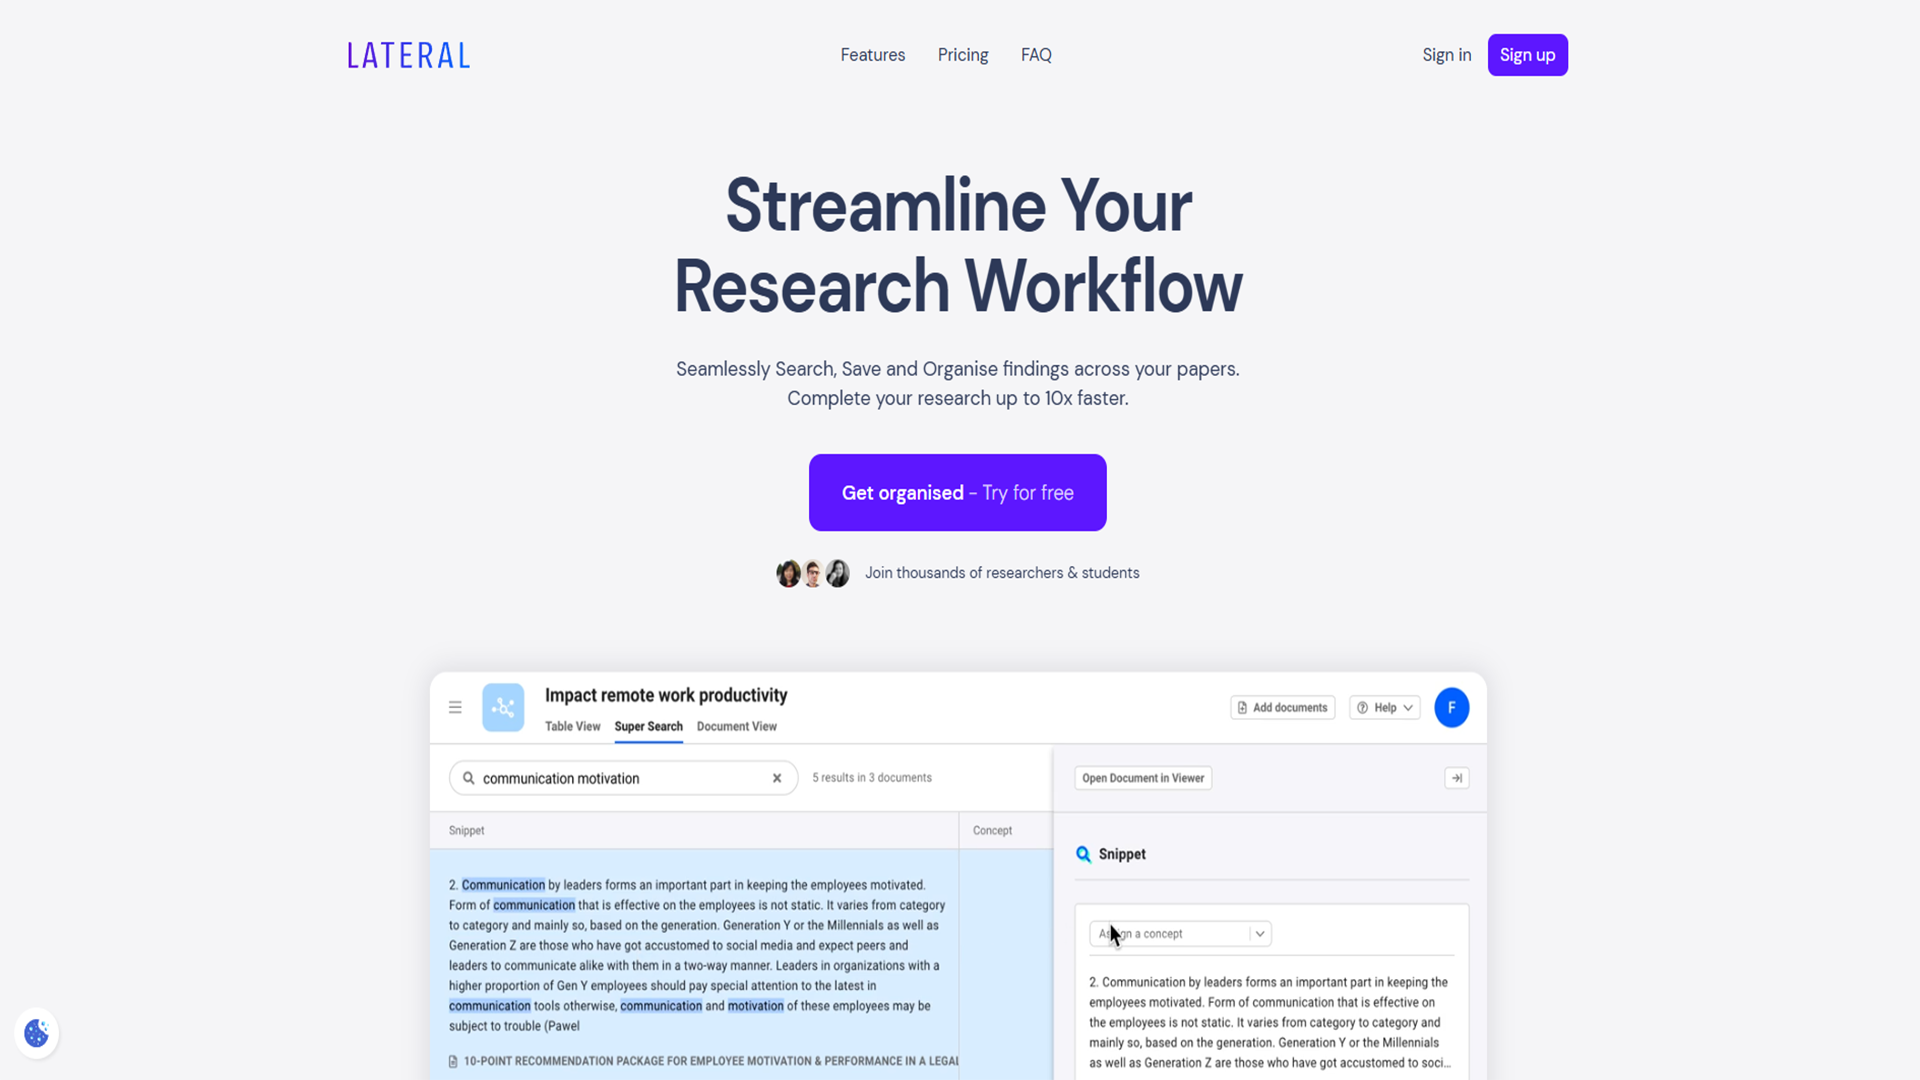 LATERAL
Features Pricing FAQ
Sign in Sign up
Streamline Your
Research Workflow
Seamlessly Search, Save and Organise findings across your papers.
Complete your research up to 10x faster.
Get organised - Try for free
Join thousands of researchers & students
Impact remote work productivity
Table View Super Search Document View
Add documents Help F
communication motivation
5 results in 3 documents
Open Document in Viewer
Snippet Concept
2. Communication by leaders forms an important part in keeping the employees motivated.
Form of communication that is effective on the employees is not static. It varies from category
to category and mainly so, based on the generation. Generation Y or the Millennials as well as
Generation Z are those who have got accustomed to social media and expect peers and
leaders to communicate alike with them in a two-way manner. Leaders in organizations with a
higher proportion of Gen Y employees should pay special attention to the latest in
communication tools otherwise, communication and motivation of these employees may be
subject to trouble (Pawel
10-POINT RECOMMENDATION PACKAGE FOR EMPLOYEE MOTIVATION & PERFORMANCE IN A LEGAL
Snippet
a concept
2. Communication by leaders forms an important part in keeping the
employees motivated. Form of communication that is effective on
the employees is not static. It varies from category to category and
mainly so, based on the generation. Generation Y or the Millennials
as well as Generation Z are those who have got accustomed to soci...